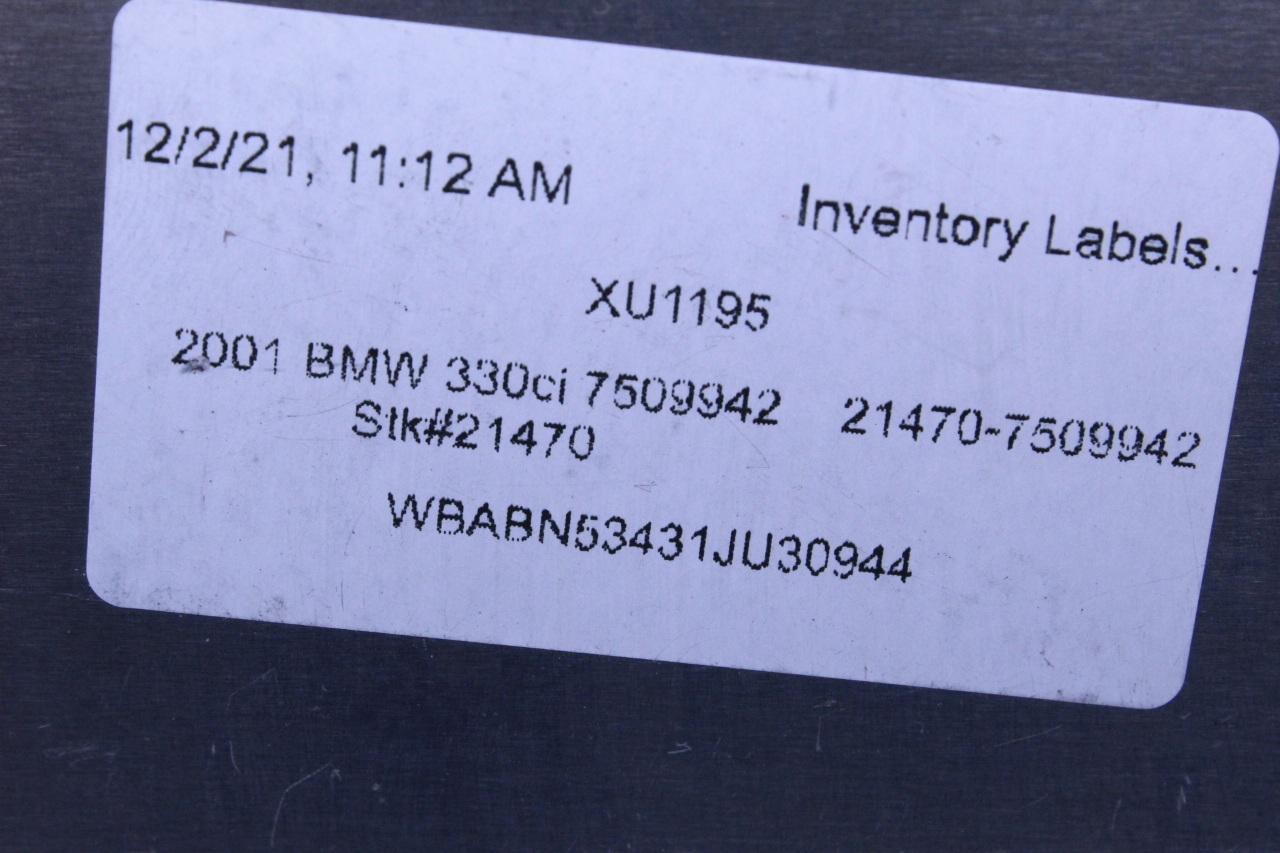 12/2/21, 11:12 AM
Inventory Labels...
XU1195
2001 BMW 330ci 7509942
21470-7509942
Stk#21470
WBABN53431JU30944